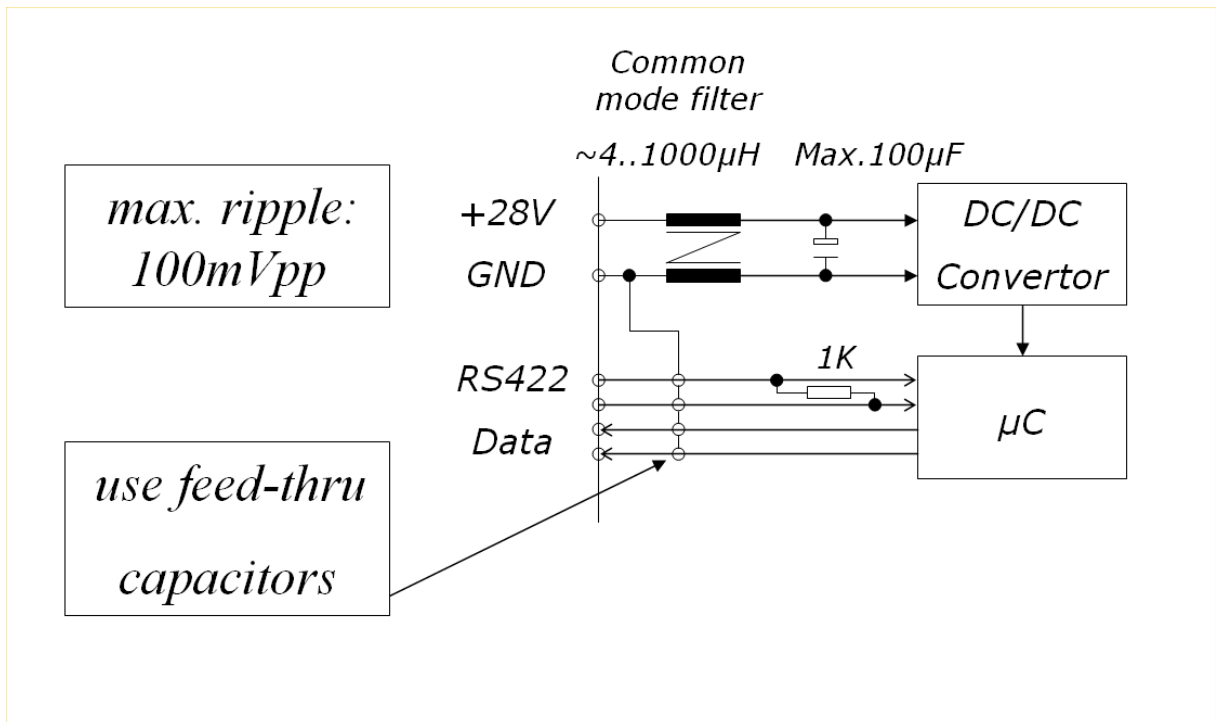 Common
mode filter
~4..1000µH Max.100µF
max. ripple:
100mVpp
+28V
GND
DC/DC
Convertor
RS422
Data
1K
µC
use feed-thru
capacitors